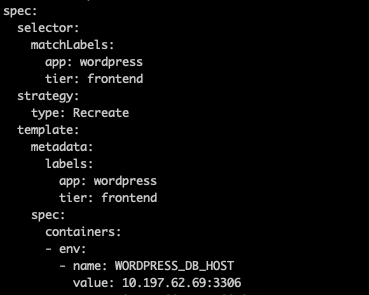 spec:
  selector:
    matchLabels:
      app: wordpress
      tier: frontend
  strategy:
    type: Recreate
  template:
    metadata:
      labels:
        app: wordpress
        tier: frontend
    spec:
      containers:
      - env:
        - name: WORDPRESS_DB_HOST
          value: 10.197.62.69:3306